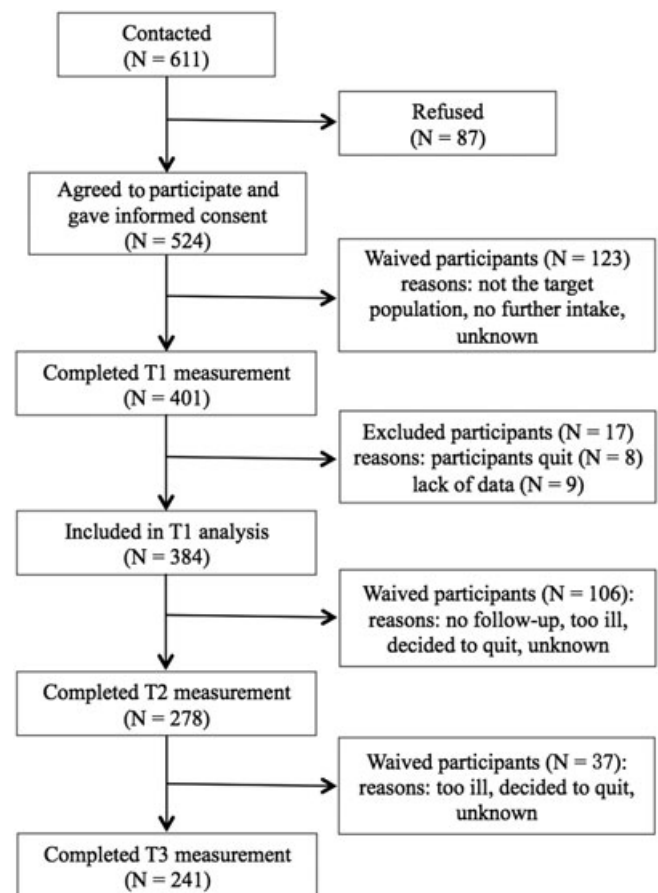 Contacted
(N = 611)
Refused
(N = 87)
Agreed to participate and
gave informed consent
(N = 524)
Waived participants (N = 123)
reasons: not the target
population, no further intake,
unknown
Completed T1 measurement
(N = 401)
Excluded participants (N = 17)
reasons: participants quit (N = 8)
lack of data (N = 9)
Included in T1 analysis
(N = 384)
Waived participants (N = 106):
reasons: no follow-up, too ill,
decided to quit, unknown
Completed T2 measurement
(N = 278)
Waived participants (N = 37):
reasons: too ill, decided to quit,
unknown
Completed T3 measurement
(N = 241)